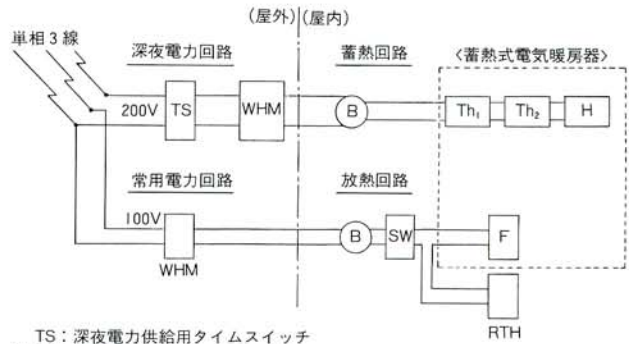 (屋外) (屋内)
単相3線
深夜電力回路
蓄熱回路
〈蓄熱式電気暖房器〉
200V
TS
WHM
B
Th₁
Th₂
H
常用電力回路
放熱回路
100V
WHM
B
SW
F
RTH
TS:深夜電力供給用タイムスイッチ